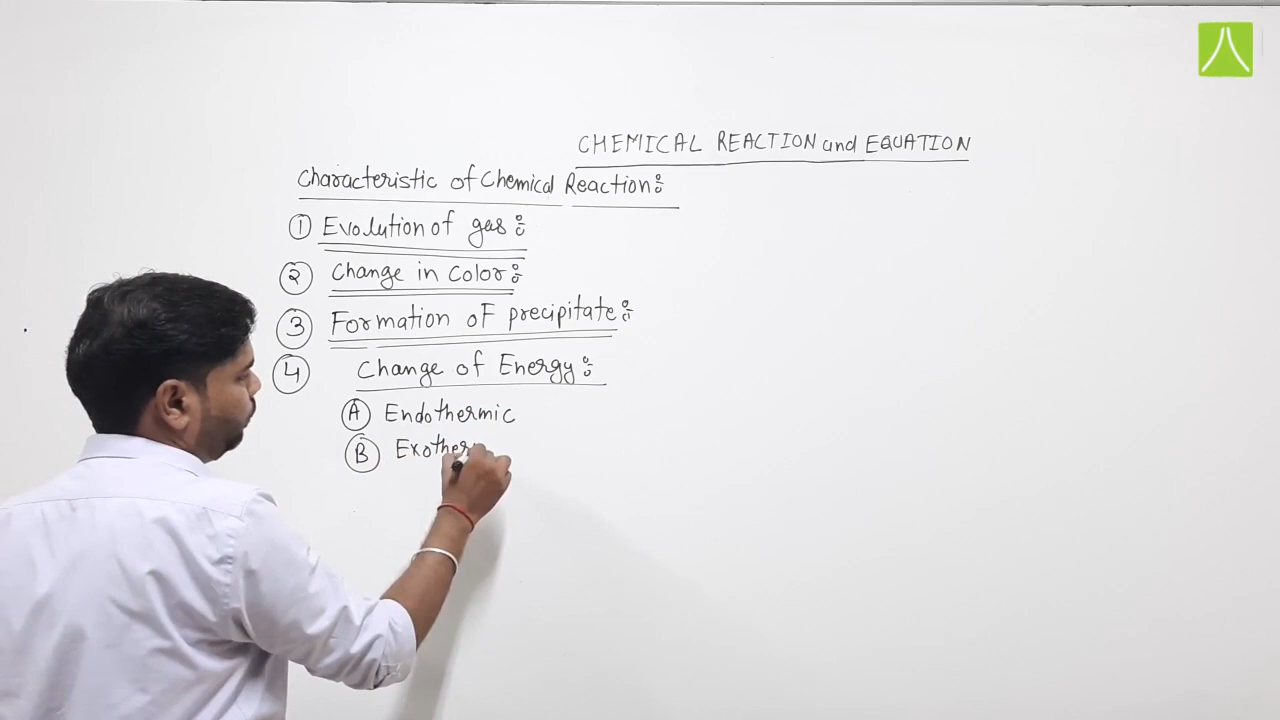 CHEMICAL REACTION and EQUATION
Characteristic of Chemical Reaction:
① Evolution of gas:
② Change in Color:
③ Formation of precipitate:
④ Change of Energy:
Ⓐ Endothermic
Ⓑ Exother